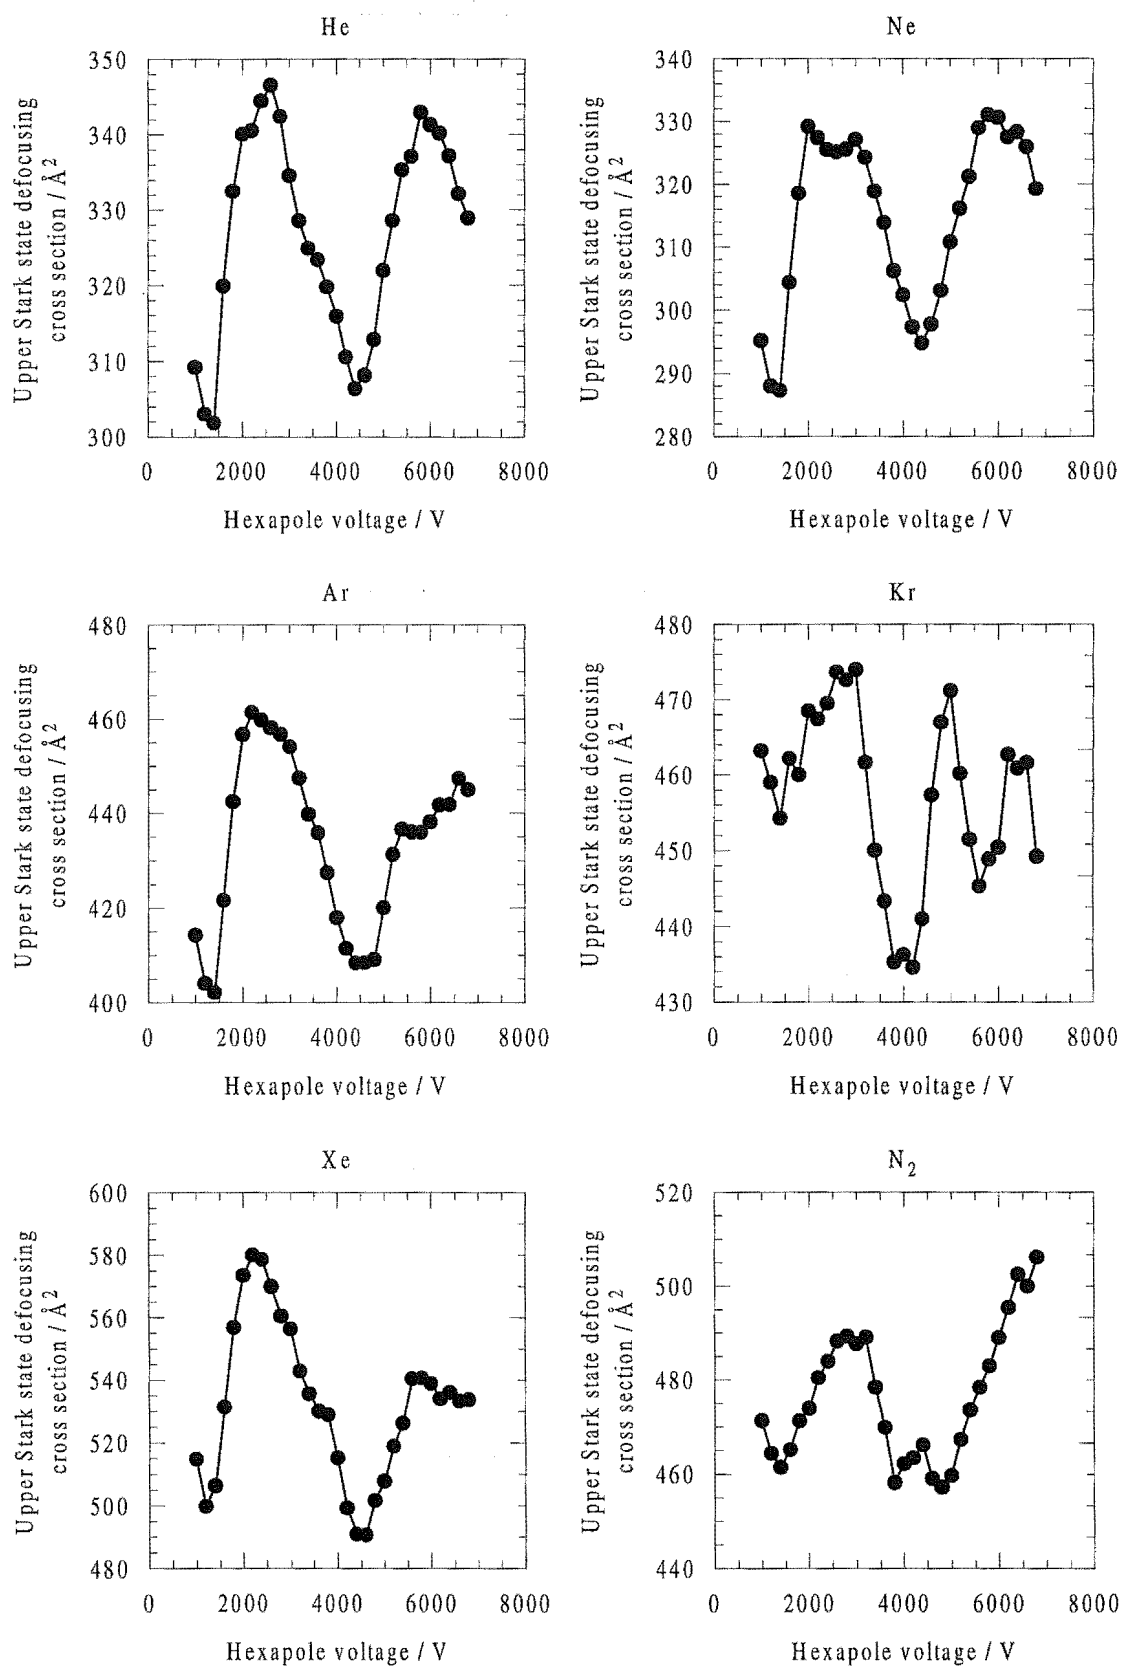 He
Upper Stark state defocusing
cross section / Å²
350
340
330
320
310
300
0 2000 4000 6000 8000
Hexapole voltage / V
Ne
Upper Stark state defocusing
cross section / Å²
340
330
320
310
300
290
280
0 2000 4000 6000 8000
Hexapole voltage / V
Ar
Upper Stark state defocusing
cross section / Å²
480
460
440
420
400
0 2000 4000 6000 8000
Hexapole voltage / V
Kr
Upper Stark state defocusing
cross section / Å²
480
470
460
450
440
430
0 2000 4000 6000 8000
Hexapole voltage / V
Xe
Upper Stark state defocusing
cross section / Å²
600
580
560
540
520
500
480
0 2000 4000 6000 8000
Hexapole voltage / V
N₂
Upper Stark state defocusing
cross section / Å²
520
500
480
460
440
0 2000 4000 6000 8000
Hexapole voltage / V